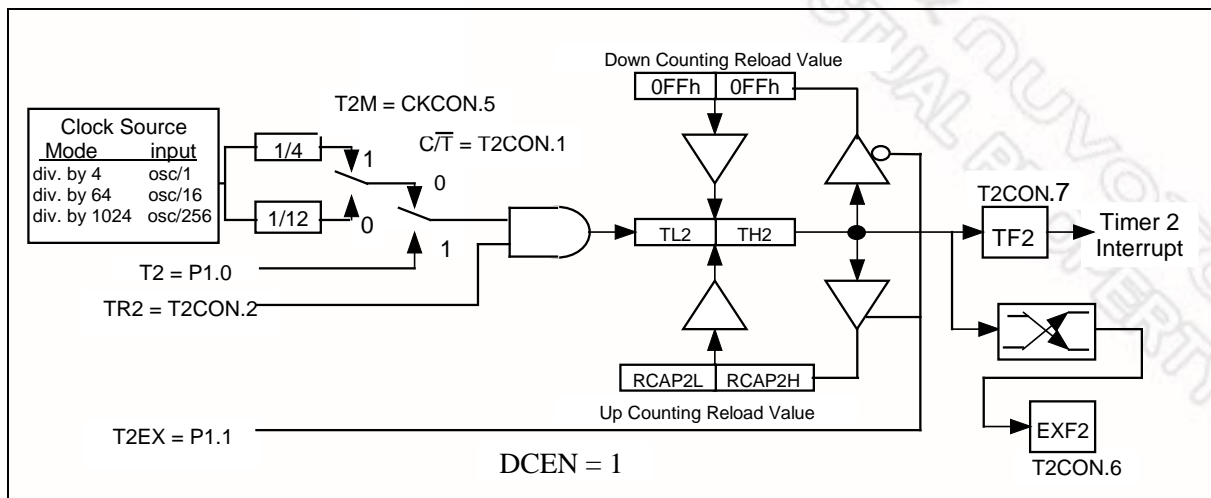 Down Counting Reload Value
0FFh 0FFh
T2M = CKCON.5
Clock Source
Mode input
div. by 4 osc/1
div. by 64 osc/16
div. by 1024 osc/256
1/4
1
C/T̅ = T2CON.1
0
1/12
0
1
T2CON.7
TL2 TH2
TF2
Timer 2
Interrupt
T2 = P1.0
TR2 = T2CON.2
RCAP2L RCAP2H
Up Counting Reload Value
T2EX = P1.1
EXF2
T2CON.6
DCEN = 1